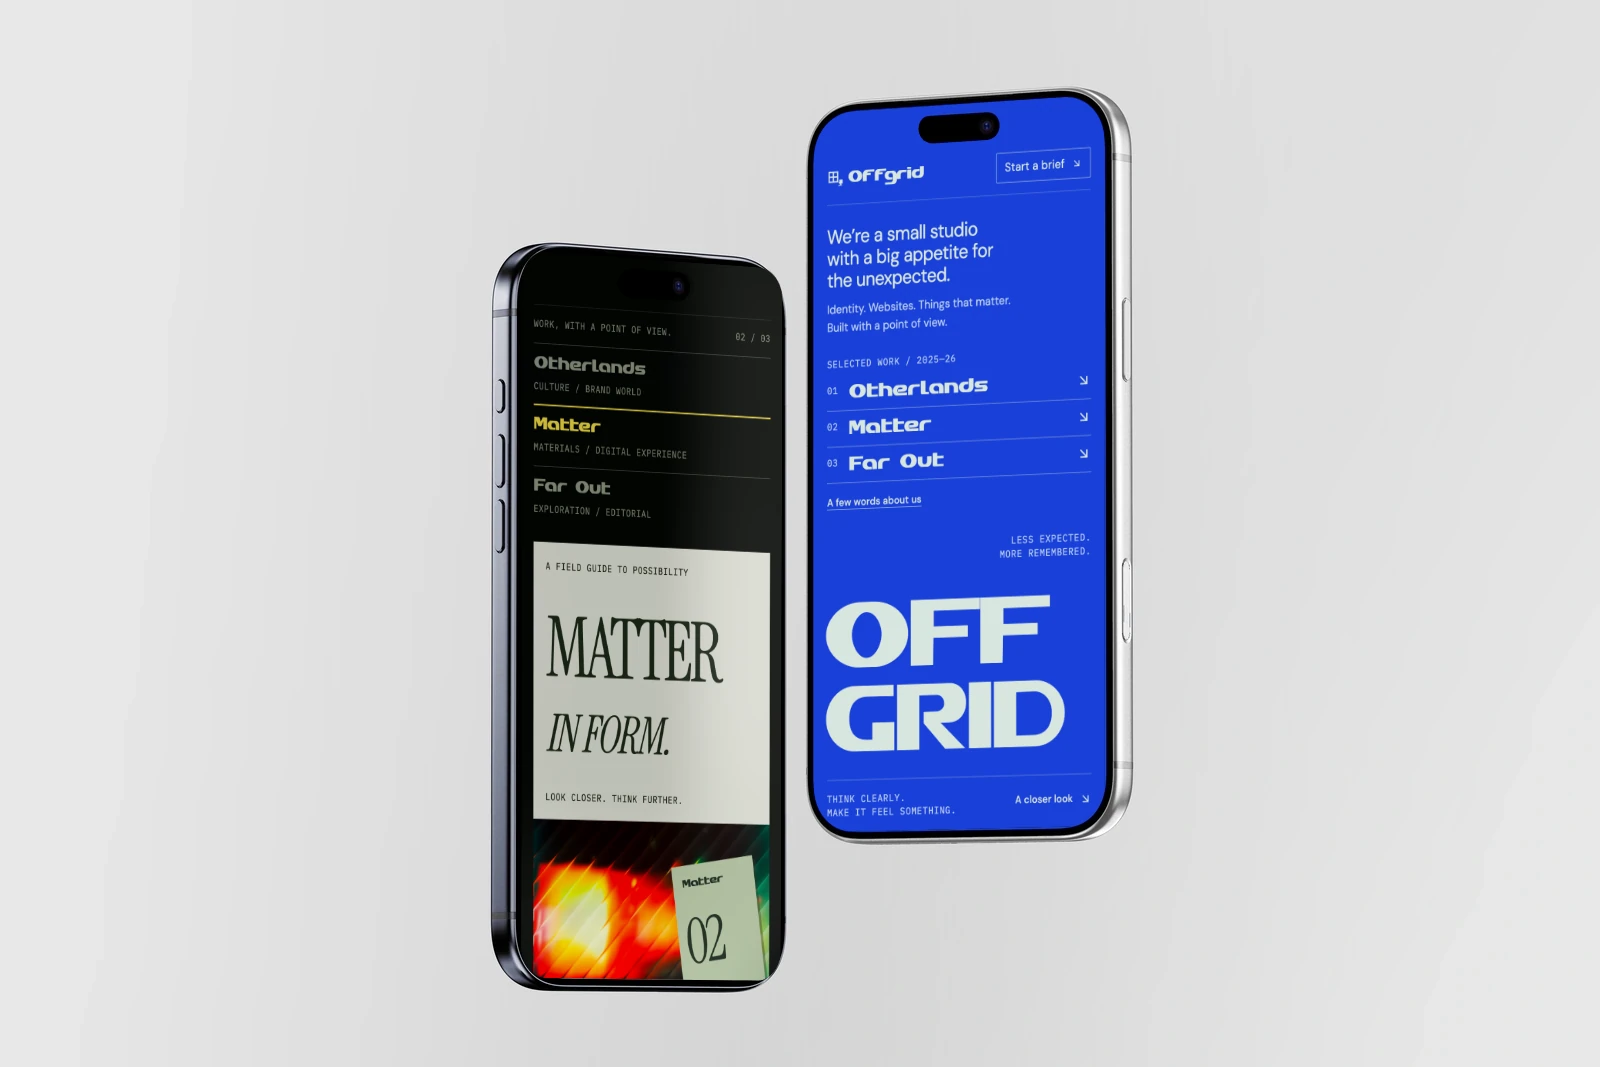 WORK, WITH A POINT OF VIEW.
02 / 03
Otherlands
CULTURE / BRAND WORLD
Matter
MATERIALS / DIGITAL EXPERIENCE
Far Out
EXPLORATION / EDITORIAL
A FIELD GUIDE TO POSSIBILITY
MATTER
IN FORM.
LOOK CLOSER. THINK FURTHER.
Matter
02
OFFgrid
Start a brief
We're a small studio
with a big appetite for
the unexpected.
Identity. Websites. Things that matter.
Built with a point of view.
SELECTED WORK / 2025–26
01 Otherlands
02 Matter
03 Far Out
A few words about us
LESS EXPECTED.
MORE REMEMBERED.
OFF
GRID
THINK CLEARLY.
MAKE IT FEEL SOMETHING.
A closer look